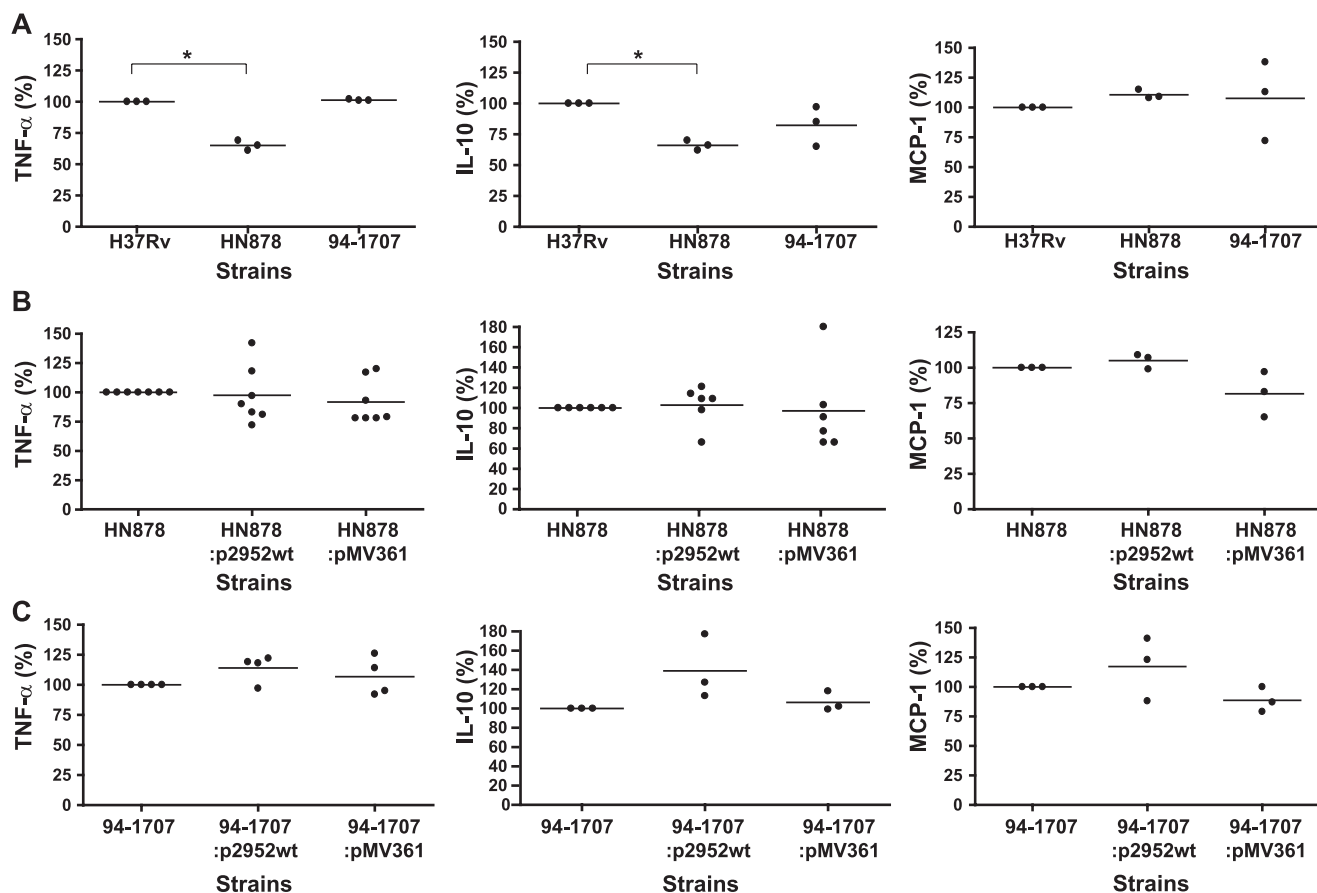 A
TNF-α (%)
150
125
100
75
50
25
0
*
H37Rv HN878 94-1707
Strains
IL-10 (%)
150
125
100
75
50
25
0
*
H37Rv HN878 94-1707
Strains
MCP-1 (%)
150
125
100
75
50
25
0
H37Rv HN878 94-1707
Strains
B
TNF-α (%)
150
125
100
75
50
25
0
HN878 HN878 HN878
:p2952wt :pMV361
Strains
IL-10 (%)
180
160
140
120
100
80
60
40
20
0
HN878 HN878 HN878
:p2952wt :pMV361
Strains
MCP-1 (%)
125
100
75
50
25
0
HN878 HN878 HN878
:p2952wt :pMV361
Strains
C
TNF-α (%)
150
125
100
75
50
25
0
94-1707 94-1707 94-1707
:p2952wt :pMV361
Strains
IL-10 (%)
180
160
140
120
100
80
60
40
20
0
94-1707 94-1707 94-1707
:p2952wt :pMV361
Strains
MCP-1 (%)
150
125
100
75
50
25
0
94-1707 94-1707 94-1707
:p2952wt :pMV361
Strains